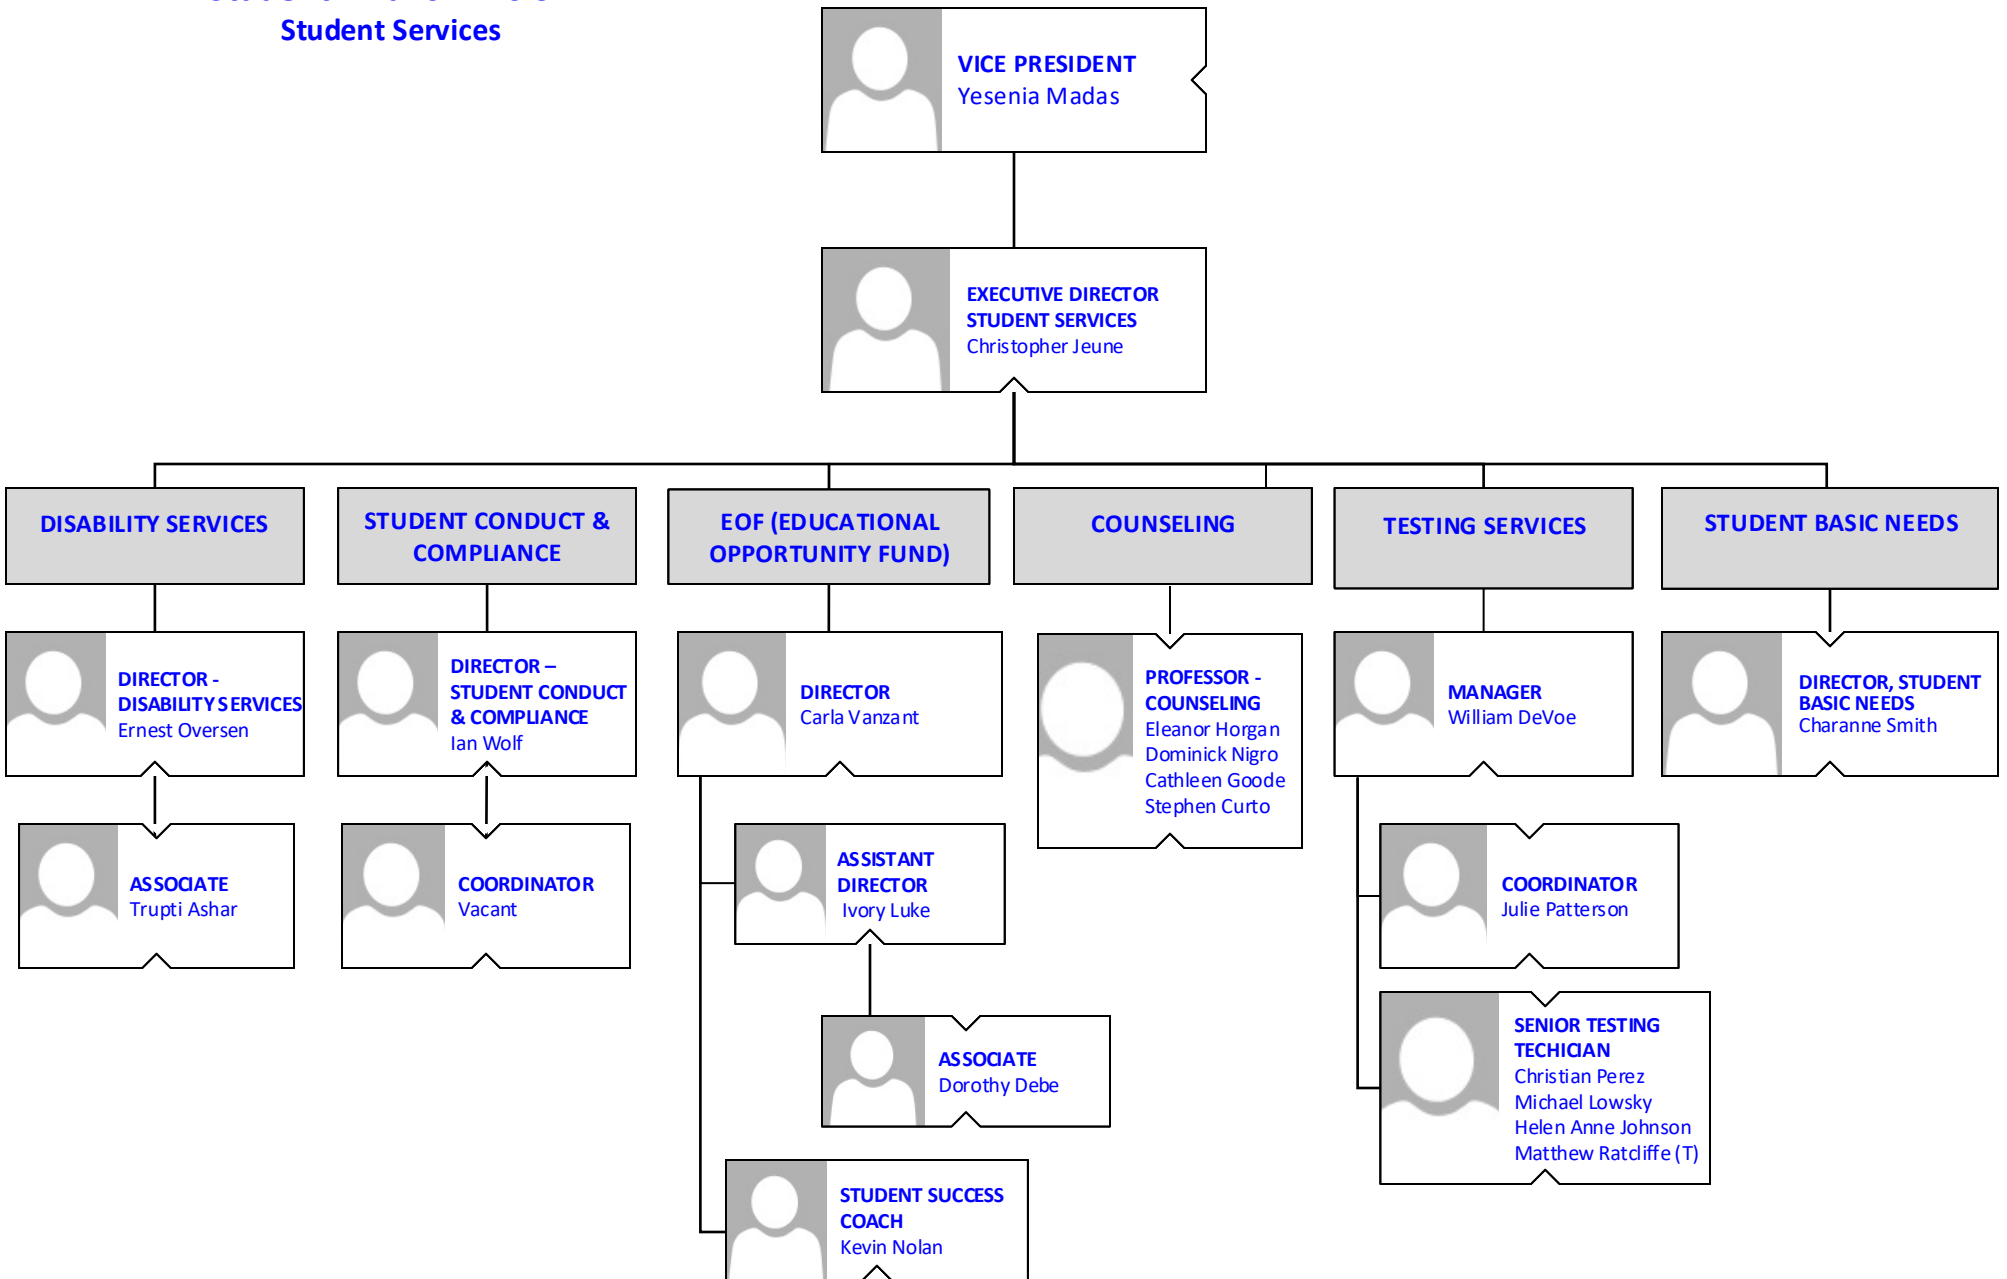 Student Services
VICE PRESIDENT
Yesenia Madas
EXECUTIVE DIRECTOR
STUDENT SERVICES
Christopher Jeune
DISABILITY SERVICES
STUDENT CONDUCT &
COMPLIANCE
EOF (EDUCATIONAL
OPPORTUNITY FUND)
COUNSELING
TESTING SERVICES
STUDENT BASIC NEEDS
DIRECTOR -
DISABILITY SERVICES
Ernest Oversen
DIRECTOR –
STUDENT CONDUCT
& COMPLIANCE
Ian Wolf
DIRECTOR
Carla Vanzant
PROFESSOR -
COUNSELING
Eleanor Horgan
Dominick Nigro
Cathleen Goode
Stephen Curto
MANAGER
William DeVoe
DIRECTOR, STUDENT
BASIC NEEDS
Charanne Smith
ASSOCIATE
Trupti Ashar
COORDINATOR
Vacant
ASSISTANT
DIRECTOR
Ivory Luke
COORDINATOR
Julie Patterson
ASSOCIATE
Dorothy Debe
SENIOR TESTING
TECHICIAN
Christian Perez
Michael Lowsky
Helen Anne Johnson
Matthew Ratcliffe (T)
STUDENT SUCCESS
COACH
Kevin Nolan